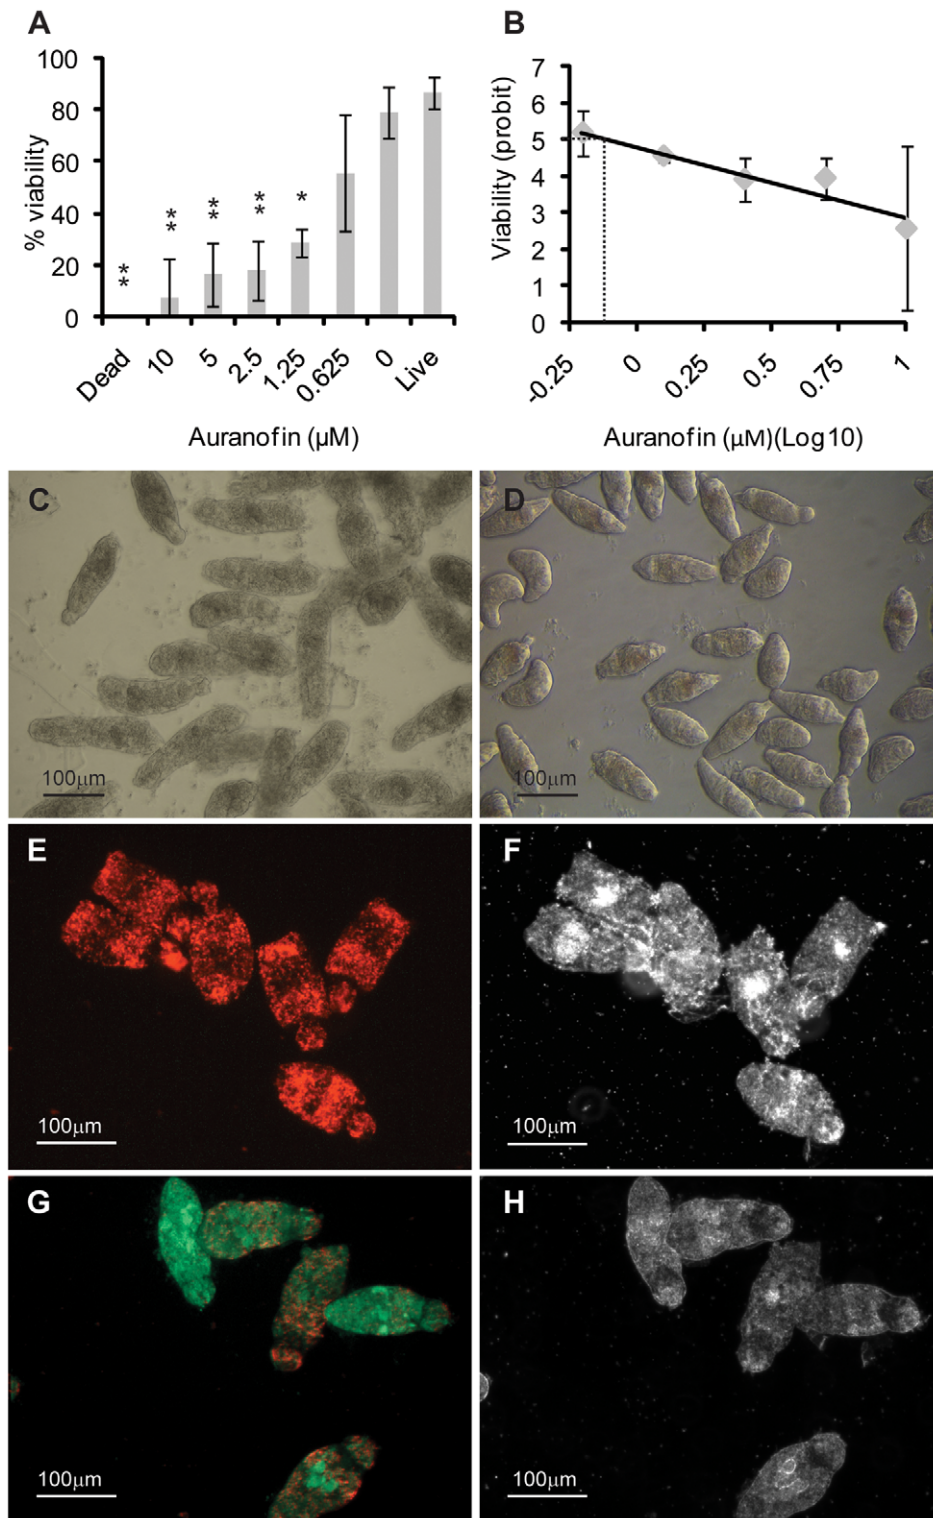 A
100
80
60
40
20
0
% viability
**
**
**
**
*
Dead
10
5
2.5
1.25
0.625
0
Live
Auranofin (µM)
B
7
6
5
4
3
2
1
0
Viability (probit)
-0.25
0
0.25
0.5
0.75
1
Auranofin (µM)(Log10)
C
100µm
D
100µm
E
100µm
F
100µm
G
100µm
H
100µm